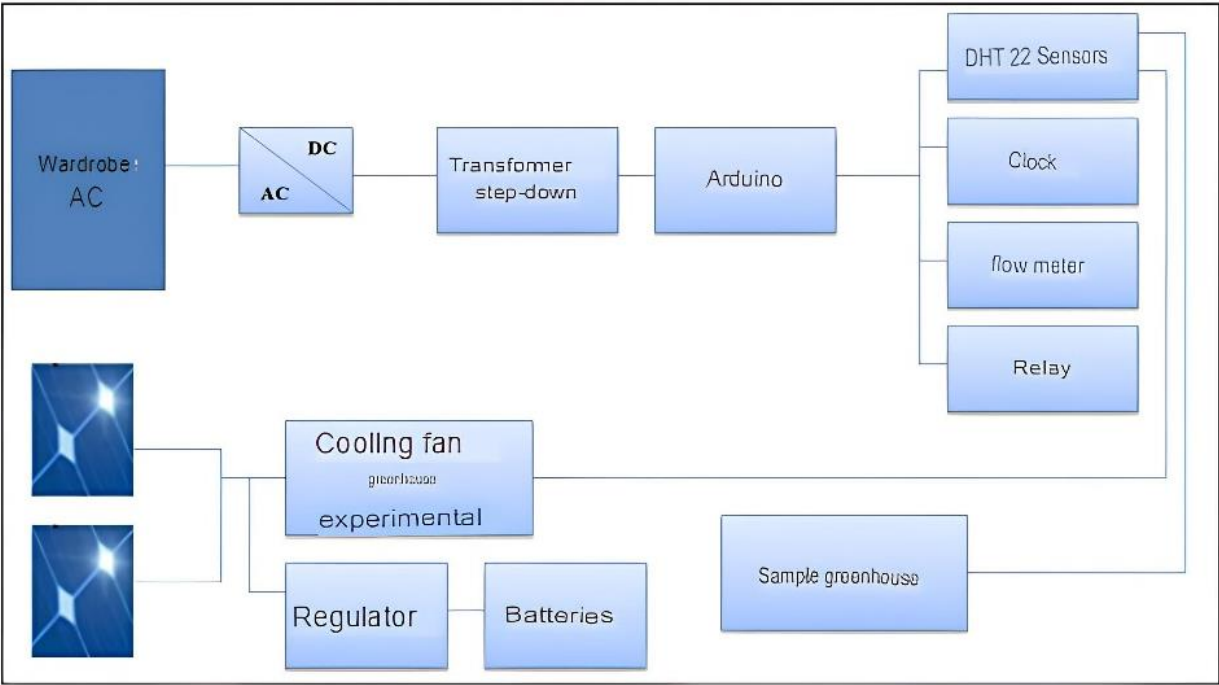 DHT 22 Sensors
Wardrobe
AC
DC
AC
Transformer
step-down
Arduino
Clock
flow meter
Relay
Cooling fan
greenhouse
experimental
Sample greenhouse
Regulator
Batteries